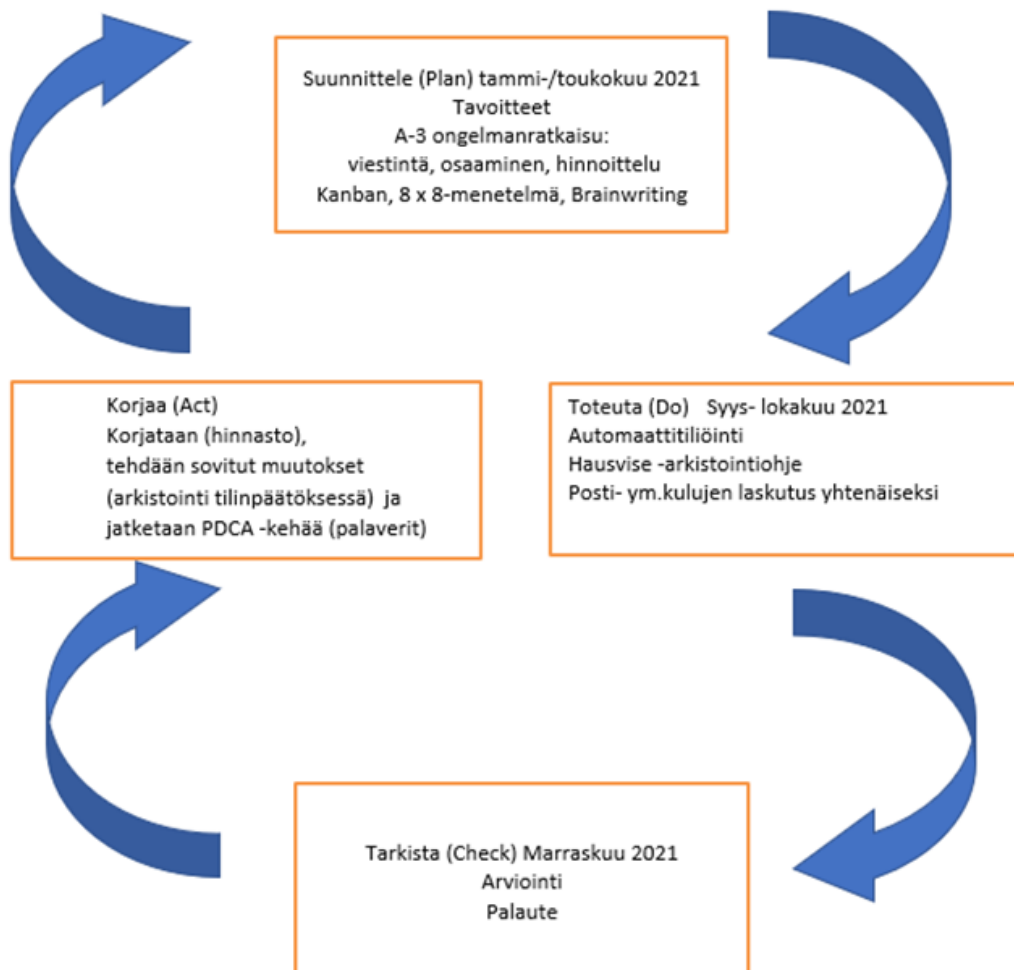 Suunnittele (Plan) tammi-/toukokuu 2021
Tavoitteet
A-3 ongelmanratkaisu:
viestintä, osaaminen, hinnoittelu
Kanban, 8 x 8-menetelmä, Brainwriting
Toteuta (Do) Syys- lokakuu 2021
Automaattitiliöinti
Hausvise -arkistointiohje
Posti- ym.kulujen laskutus yhtenäiseksi
Tarkista (Check) Marraskuu 2021
Arviointi
Palaute
Korjaa (Act)
Korjataan (hinnasto),
tehdään sovitut muutokset
(arkistointi tilinpäätöksessä) ja
jatketaan PDCA -kehää (palaverit)